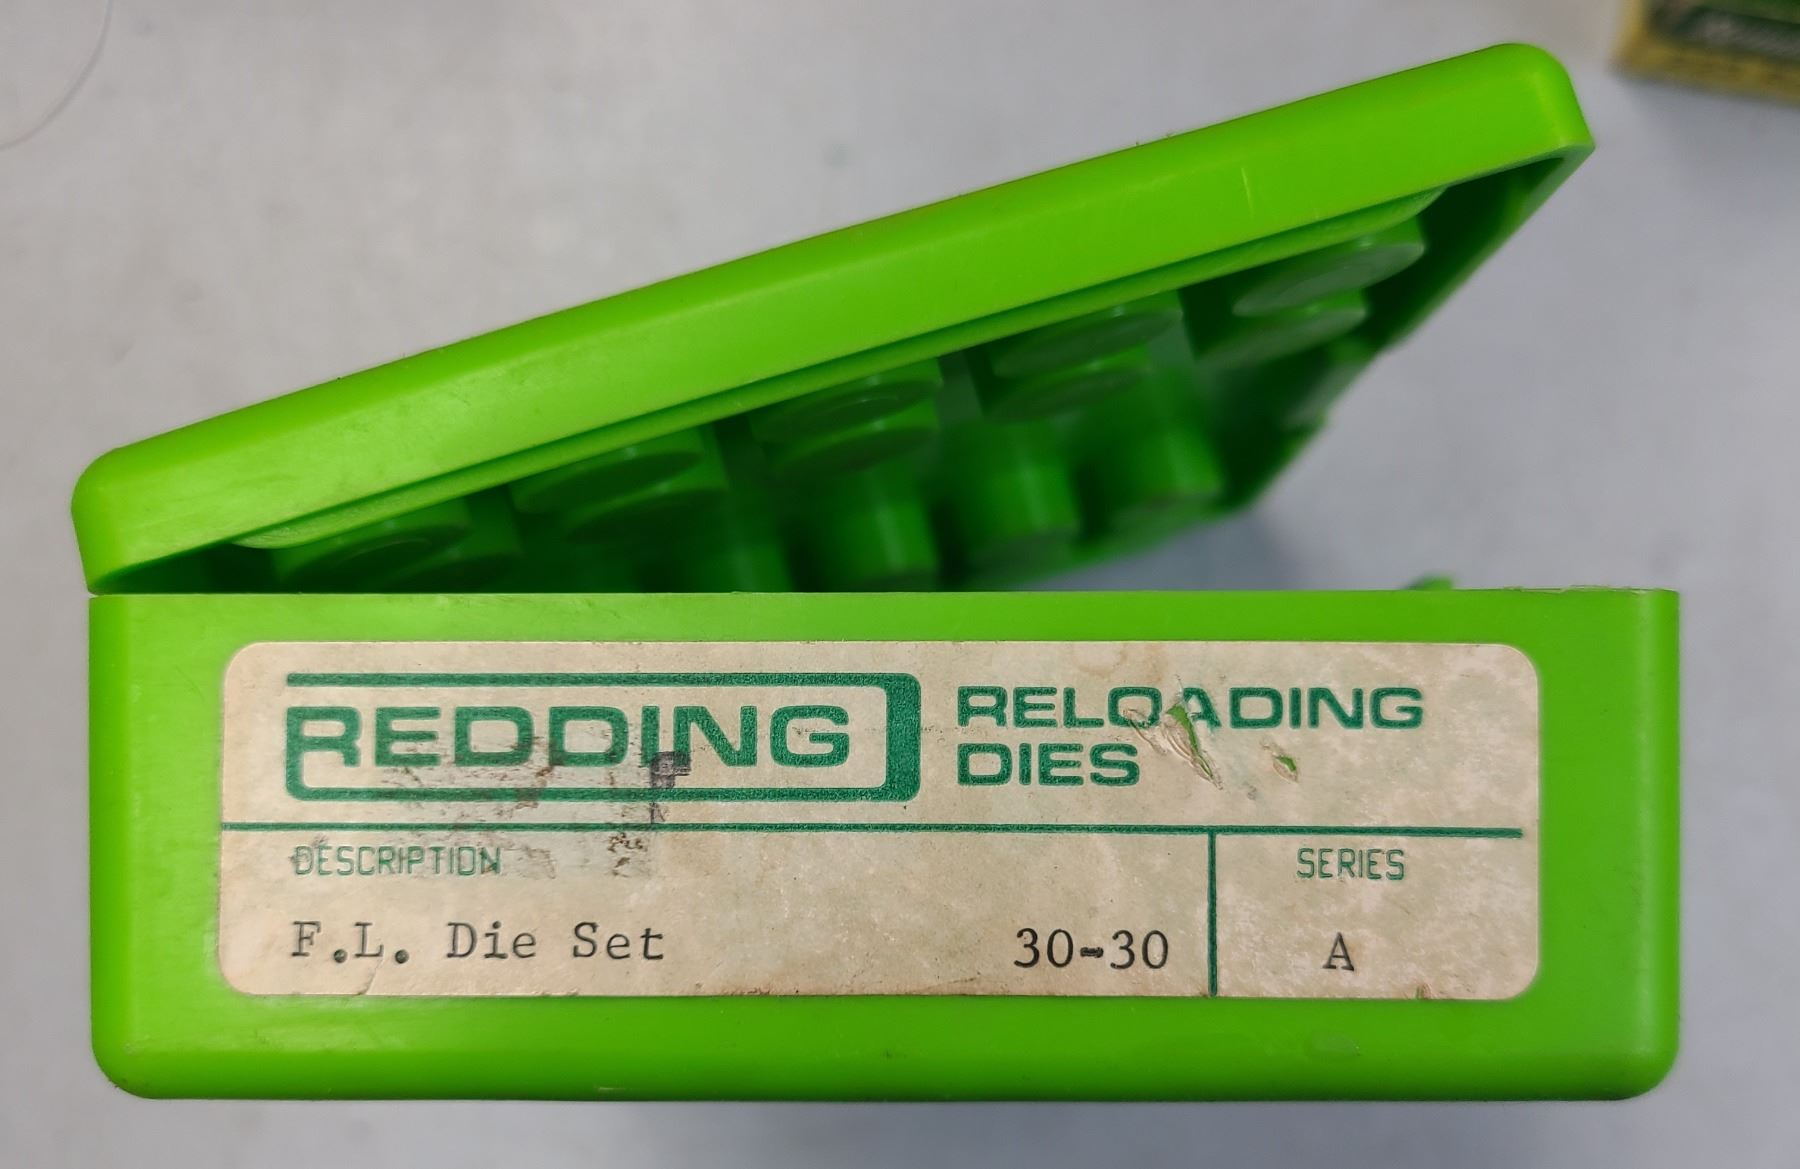 REDDING
RELOADING
DIES
DESCRIPTION
SERIES
F.L. Die Set 30-30
A